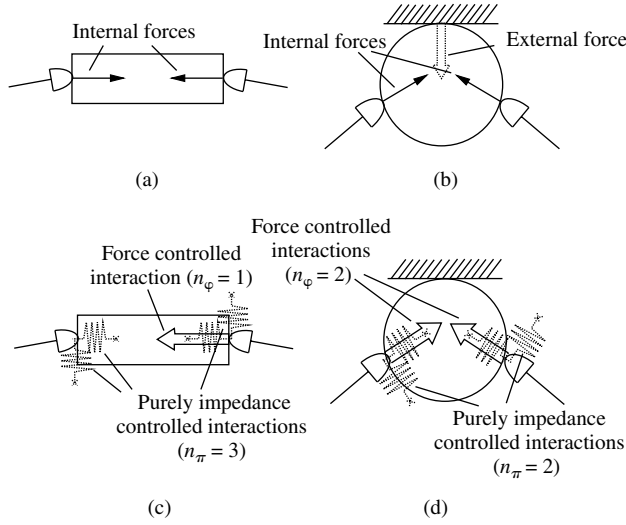 Internal forces
(a)
Internal forces
External force
(b)
Force controlled
interaction (nφ = 1)
Purely impedance
controlled interactions
(nπ = 3)
(c)
Force controlled
interactions
(nφ = 2)
Purely impedance
controlled interactions
(nπ = 2)
(d)